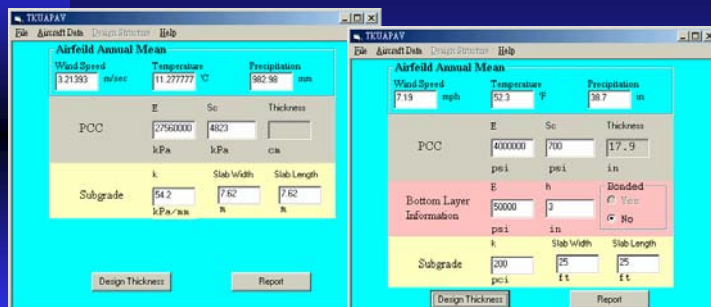 TKUAPAV
File Aircraft Data Design Structure Help
Airfeild Annual Mean
Wind Speed Temperature Precipitation
3.21393 m/sec 11.277777 ℃ 982.98 mm
E Sc Thickness
PCC 27560000 4823
kPa kPa cm
k Slab Width Slab Length
Subgrade 54.2 7.62 7.62
kPa/mm m m
Design Thickness Report
TKUAPAV
File Aircraft Data Design Structure Help
Airfeild Annual Mean
Wind Speed Temperature Precipitation
7.19 mph 52.3 ℉ 38.7 in
E Sc Thickness
PCC 4000000 700 17.9
psi psi in
E h Bonded
Bottom Layer Information 50000 3 Yes
psi in No
k Slab Width Slab Length
Subgrade 200 25 25
pci ft ft
Design Thickness Report